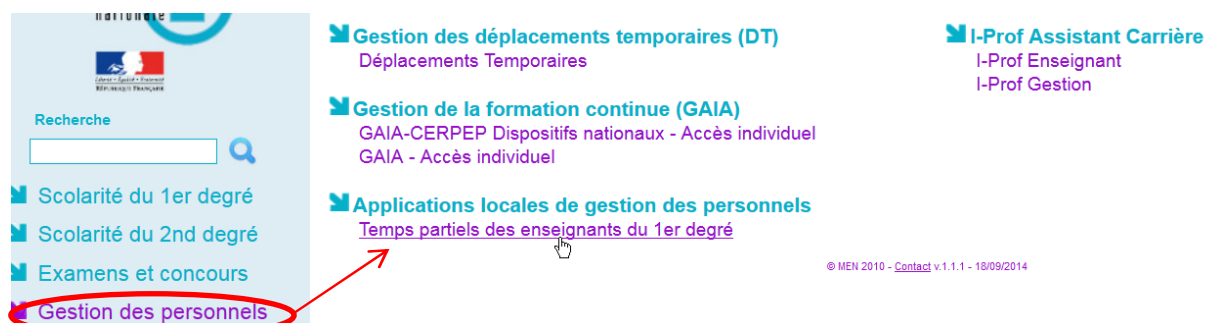 nationale
Liberté • Égalité • Fraternité
RÉPUBLIQUE FRANÇAISE
Recherche
Scolarité du 1er degré
Scolarité du 2nd degré
Examens et concours
Gestion des personnels
Gestion des déplacements temporaires (DT)
Déplacements Temporaires
Gestion de la formation continue (GAIA)
GAIA-CERPEP Dispositifs nationaux - Accès individuel
GAIA - Accès individuel
Applications locales de gestion des personnels
Temps partiels des enseignants du 1er degré
I-Prof Assistant Carrière
I-Prof Enseignant
I-Prof Gestion
© MEN 2010 - Contact v.1.1.1 - 18/09/2014